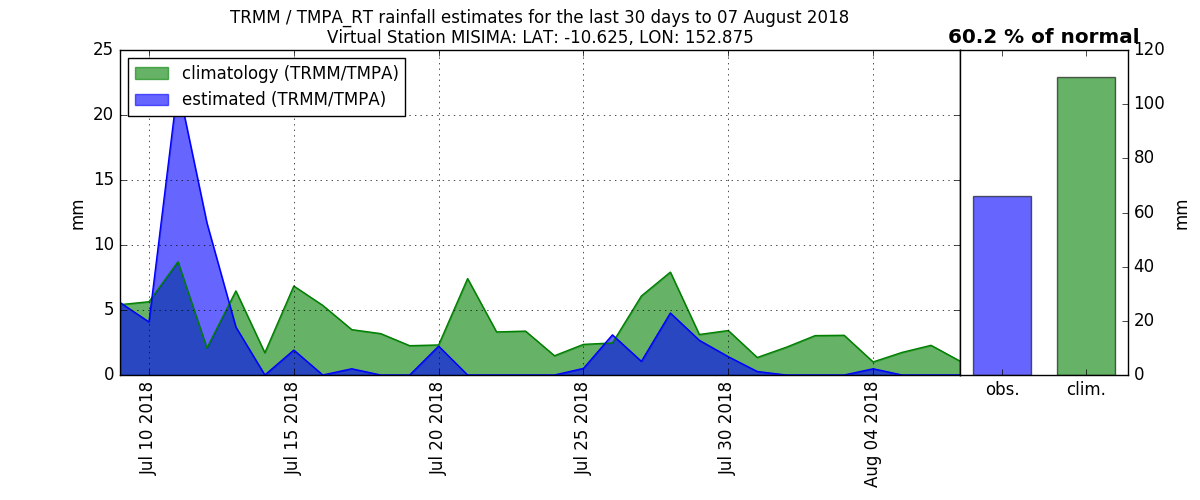 TRMM / TMPA_RT rainfall estimates for the last 30 days to 07 August 2018
Virtual Station MISIMA: LAT: -10.625, LON: 152.875
60.2 % of normal
climatology (TRMM/TMPA)
estimated (TRMM/TMPA)
25
20
15
10
5
0
mm
Jul 10 2018
Jul 15 2018
Jul 20 2018
Jul 25 2018
Jul 30 2018
Aug 04 2018
obs.
clim.
120
100
80
60
40
20
0
mm